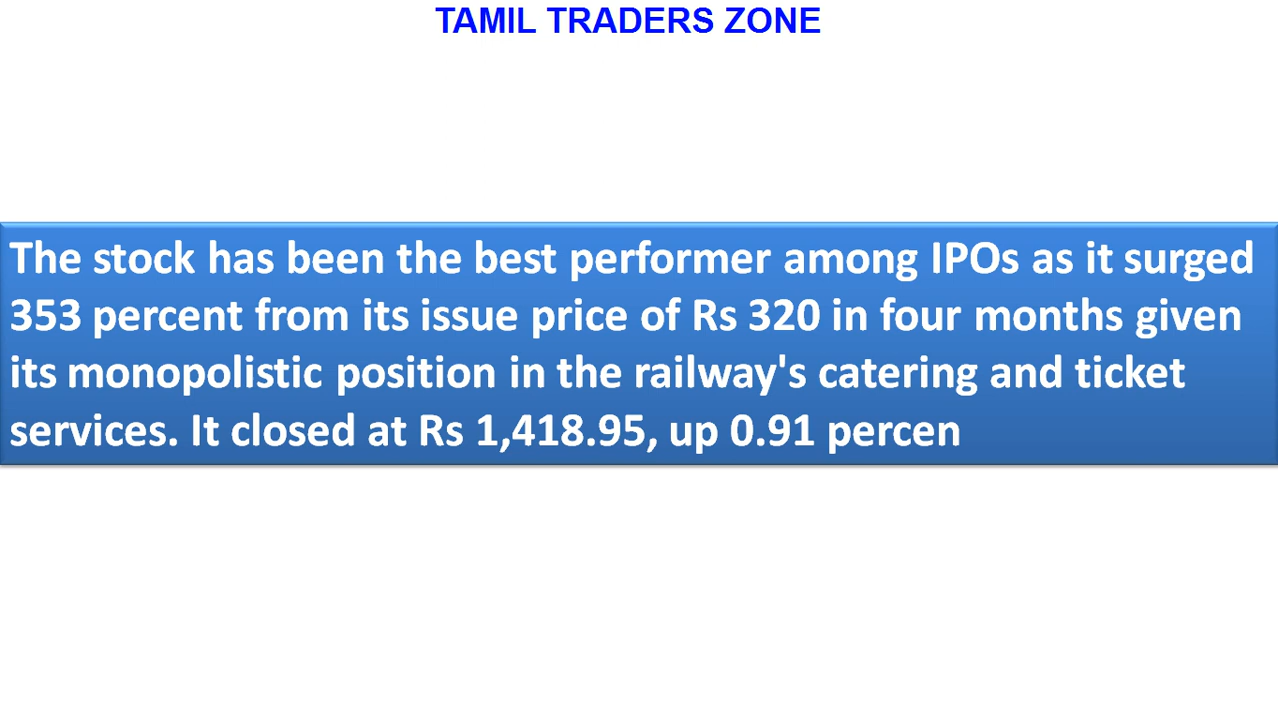 TAMIL TRADERS ZONE
The stock has been the best performer among IPOs as it surged
353 percent from its issue price of Rs 320 in four months given
its monopolistic position in the railway's catering and ticket
services. It closed at Rs 1,418.95, up 0.91 percen